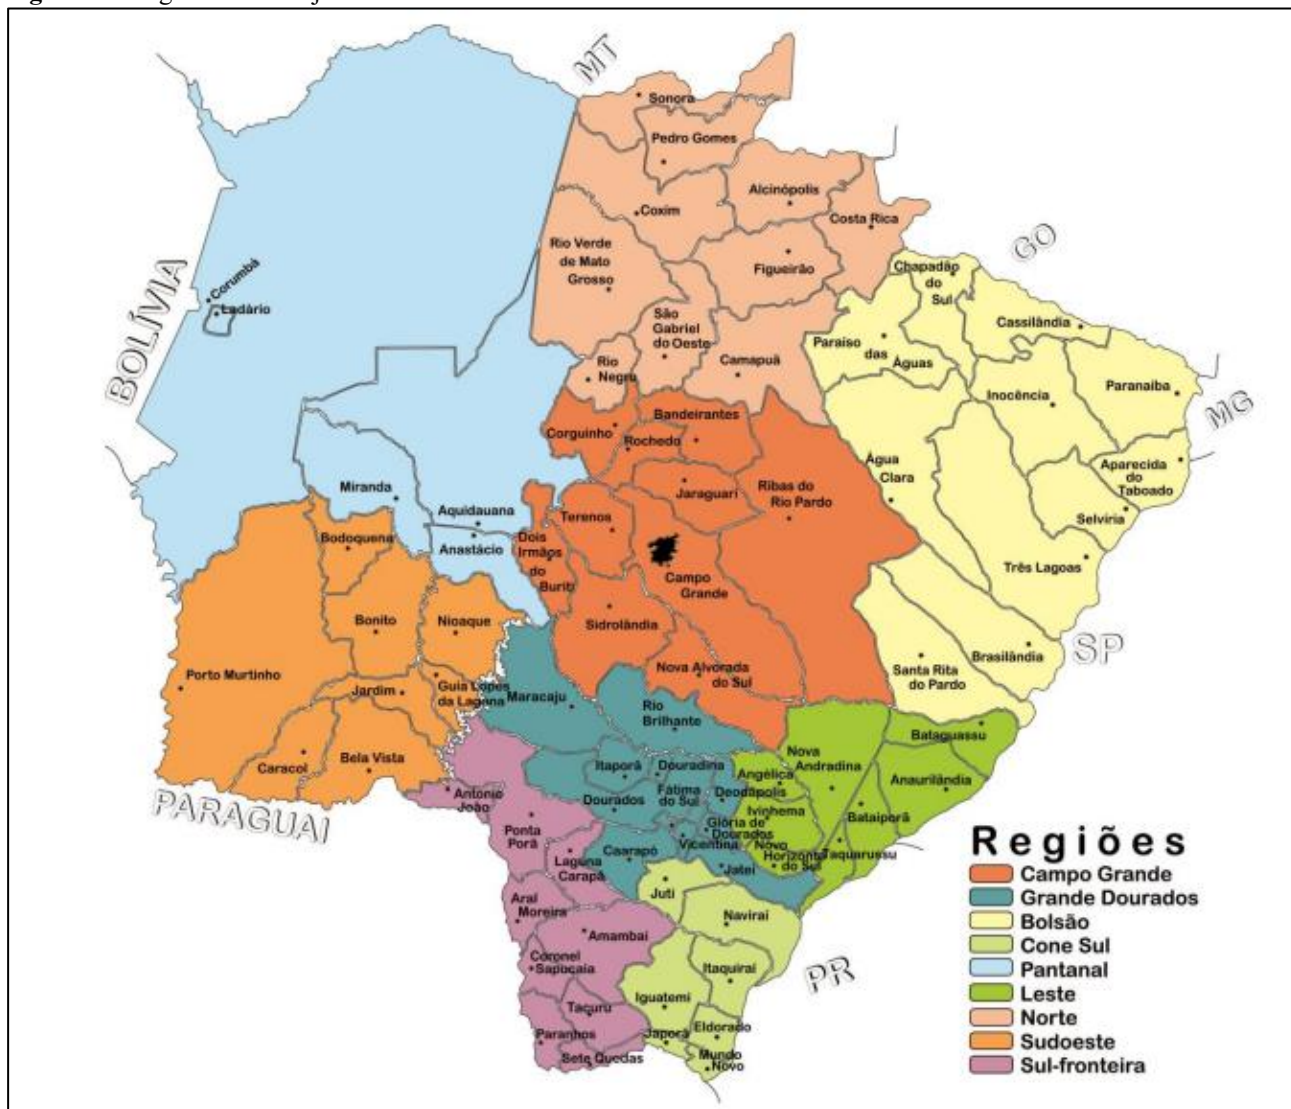 MT
Sonora
Pedro Gomes
Alcinópolis
Coxim
Costa Rica
Rio Verde
de Mato
Grosso
Figueirão
GO
Chapadão
do
Sul
BOLÍVIA
Corumbá
Ladário
São
Gabriel
do Oeste
Cassilândia
Paraiso
das
Águas
Camapuã
Rio
Negro
Paranaiba
Inocência
MG
Bandeirantes
Corguinho
Rochedo
Água
Clara
Aparecida
do
Taboado
Miranda
Jaraguari
Ribas do
Rio Pardo
Selviria
Aquidauana
Terenos
Bodoquena
Anastácio
Dois
Irmãos
do
Buriti
Três Lagoas
Campo
Grande
Bonito
Nioaque
Sidrolândia
SP
Brasilândia
Santa Rita
do Pardo
Porto Murtinho
Nova Alvorada
do Sul
Jardim
Guia Lopes
da Laguna
Maracaju
Rio
Brilhante
Bataguassu
Caracol
Bela Vista
Nova
Andradina
Itaporã
Douradina
Angélica
Anaurilândia
PARAGUAI
Antonio
João
Dourados
Fátima
do Sul
Deodápolis
Ivinhema
Bataiporã
Ponta
Porã
Glória de
Dourados
Vicentina
Novo
Horizonte
do Sul
Taquarussu
Laguna
Carapã
Caarapó
Jatei
Juti
Aral
Moreira
Naviraí
Amambaí
Coronel
Sapucaia
Itaquiraí
PR
Iguatemi
Tacuru
Eldorado
Paranhos
Japorã
Sete Quedas
Mundo
Novo
Regiões
Campo Grande
Grande Dourados
Bolsão
Cone Sul
Pantanal
Leste
Norte
Sudoeste
Sul-fronteira